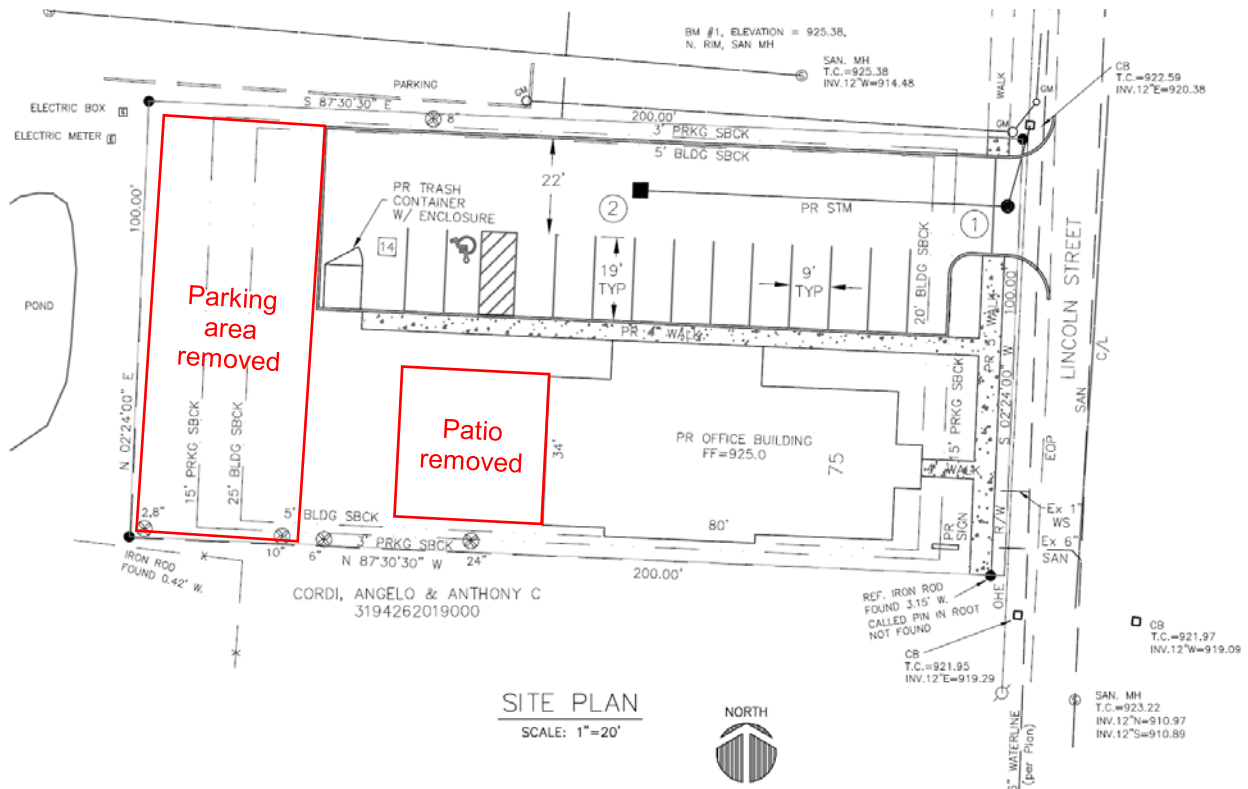 BM #1, ELEVATION = 925.38,
N. RIM, SAN MH
SAN. MH
T.C.=925.38
INV.12"W=914.48
CB
T.C.=922.59
INV.12"E=920.38
WALK
GM
GM
GM
PARKING
S 87'30'30" E
200.00'
8"
3' PRKG SBCK
5' BLDG SBCK
ELECTRIC BOX
E
ELECTRIC METER
E
100.00'
N 02'24'00" E
POND
PR TRASH
CONTAINER
W/ ENCLOSURE
22'
2
PR STM
1
14
19'
TYP
9'
TYP
20' BLDG SBCK
PR 5' WALK
100.00'
S 02'24'00" W
R/W
LINCOLN STREET
C/L
SAN
EOP
Parking
area
removed
PR 4' WALK
15' PRKG SBCK
25' BLDG SBCK
Patio
removed
34'
PR OFFICE BUILDING
FF=925.0
75
15' PRKG SBCK
4' WALK
PR
SIGN
Ex 1"
WS
Ex 6"
SAN
2,8"
5' BLDG SBCK
10"
6"
3' PRKG SBCK
24"
80'
N 87'30'30" W
200.00'
IRON ROD
FOUND 0.42' W.
CORDI, ANGELO & ANTHONY C
3194262019000
REF. IRON ROD
FOUND 3.15' W.
CALLED PIN IN ROOT
NOT FOUND
OHE
CB
T.C.=921.95
INV.12"E=919.29
CB
T.C.=921.97
INV.12"W=919.09
S
SAN. MH
T.C.=923.22
INV.12"N=910.97
INV.12"S=910.89
WATERLINE
(per Plan)
SITE PLAN
SCALE: 1"=20'
NORTH